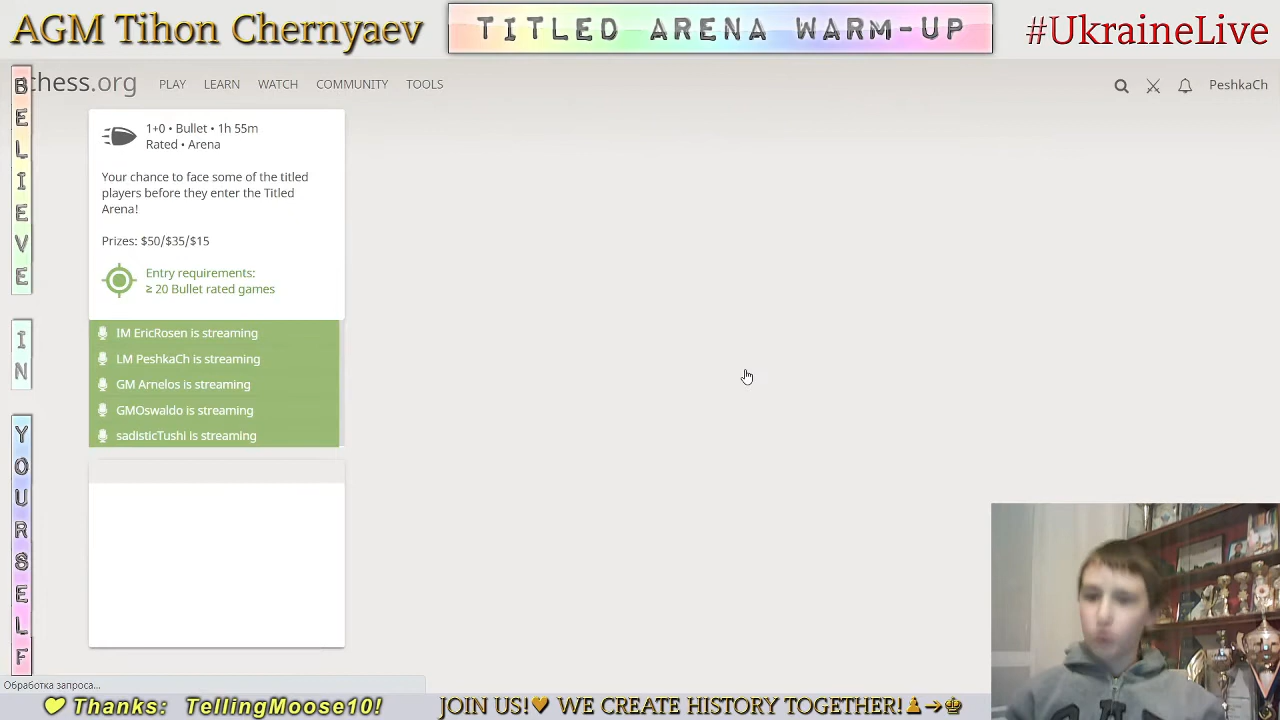 AGM Tihon Chernyaev
TITLED ARENA WARM-UP
#UkraineLive
BELIEVE
IN
YOURSELF
chess.org
PLAY
LEARN
WATCH
COMMUNITY
TOOLS
PeshkaCh
1+0 • Bullet • 1h 55m
Rated • Arena
Your chance to face some of the titled
players before they enter the Titled
Arena!
Prizes: $50/$35/$15
Entry requirements:
≥ 20 Bullet rated games
IM EricRosen is streaming
LM PeshkaCh is streaming
GM Arnelos is streaming
GMOswaldo is streaming
sadisticTushi is streaming
Обработка запроса...
Thanks: TellingMoose10!
JOIN US!🧡 WE CREATE HISTORY TOGETHER!♟→♚